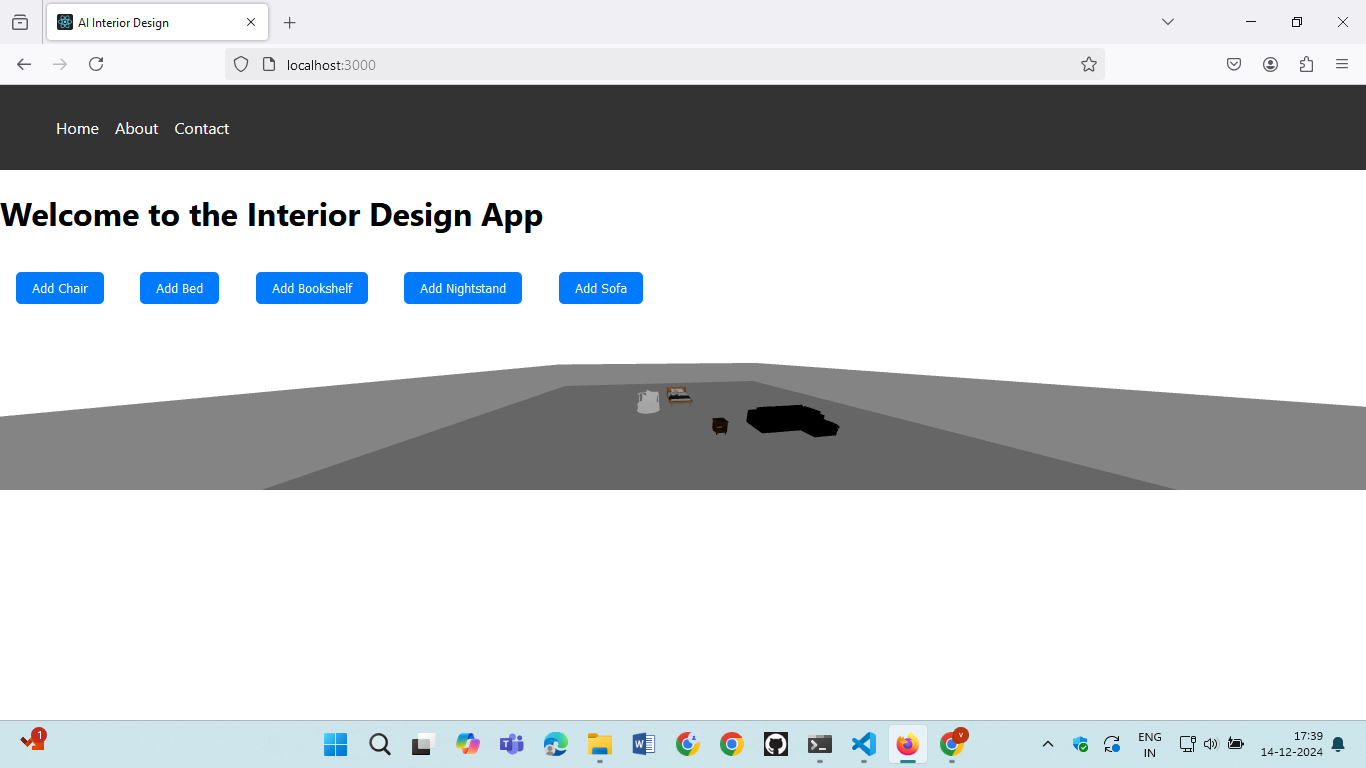 AI Interior Design
localhost:3000
Home About Contact
Welcome to the Interior Design App
Add Chair Add Bed Add Bookshelf Add Nightstand Add Sofa
1
v
ENG
IN
17:39
14-12-2024